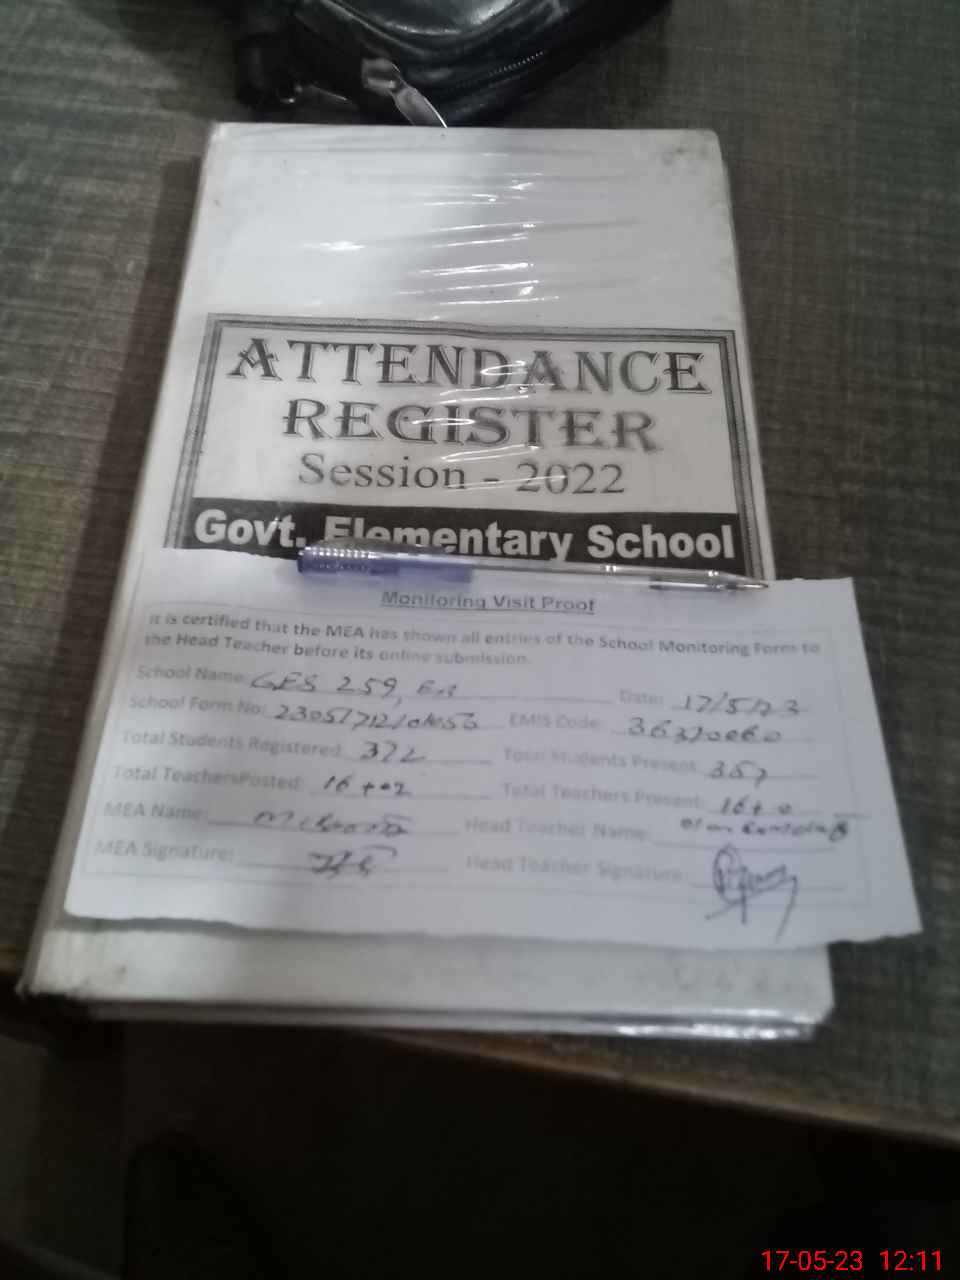 ATTENDANCE
REGISTER
Session - 2022
Govt. Elementary School
Monitoring Visit Proof
It is certified that the MEA has shown all entries of the School Monitoring Form to
the Head Teacher before its online submission.
School Name: GES 259, EB Date: 17/5/23
School Form No: EMIS Code:
Total Students Registered: 372 Total Students Present: 357
Total TeachersPosted: 16+02 Total Teachers Present: 16+0
MEA Name: Head Teacher Name:
MEA Signature: Head Teacher Signature:
17-05-23 12:11